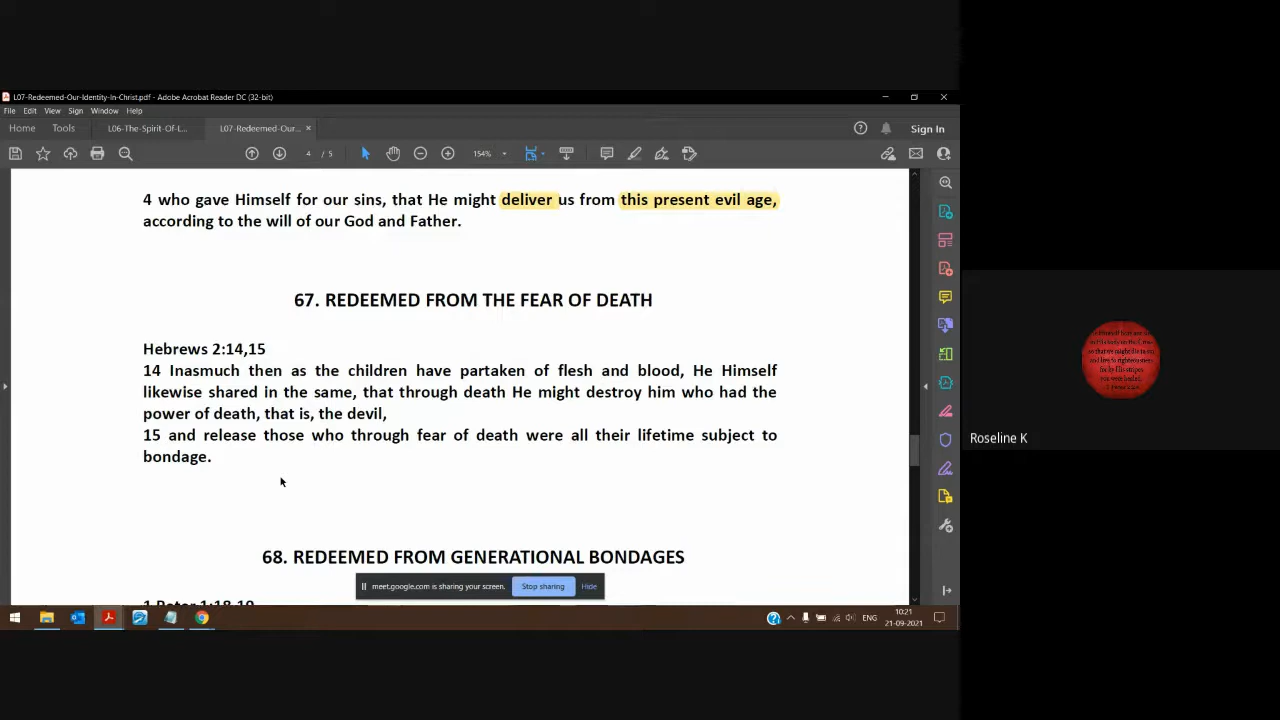 L07-Redeemed-Our-Identity-In-Christ.pdf - Adobe Acrobat Reader DC (32-bit)
File Edit View Sign Window Help
Home Tools L06-The-Spirit-Of-L... L07-Redeemed-Our... × Sign In
4 / 5 154%
4 who gave Himself for our sins, that He might deliver us from this present evil age,
according to the will of our God and Father.
67. REDEEMED FROM THE FEAR OF DEATH
Hebrews 2:14,15
14 Inasmuch then as the children have partaken of flesh and blood, He Himself
likewise shared in the same, that through death He might destroy him who had the
power of death, that is, the devil,
15 and release those who through fear of death were all their lifetime subject to
bondage.
68. REDEEMED FROM GENERATIONAL BONDAGES
meet.google.com is sharing your screen. Stop sharing Hide
1 Peter 1:18-19
ENG 10:21
21-09-2021
Roseline K